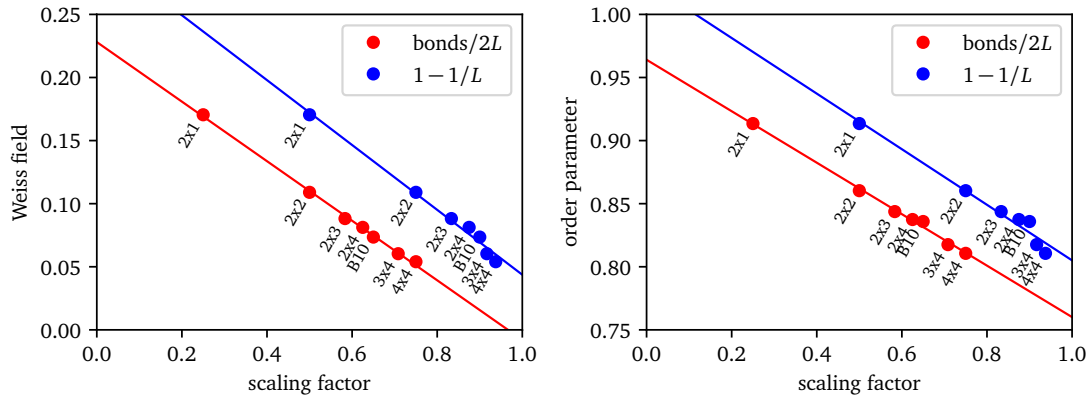 0.25
0.20
0.15
0.10
0.05
0.00
Weiss field
bonds/2L
1 − 1/L
2x1
2x2
2x3
2x4
B10
3x4
4x4
2x1
2x2
2x3
2x4
B10
3x4
4x4
0.0 0.2 0.4 0.6 0.8 1.0
scaling factor
1.00
0.95
0.90
0.85
0.80
0.75
order parameter
bonds/2L
1 − 1/L
2x1
2x2
2x3
2x4
B10
3x4
4x4
2x1
2x2
2x3
2x4
B10
3x4
4x4
0.0 0.2 0.4 0.6 0.8 1.0
scaling factor